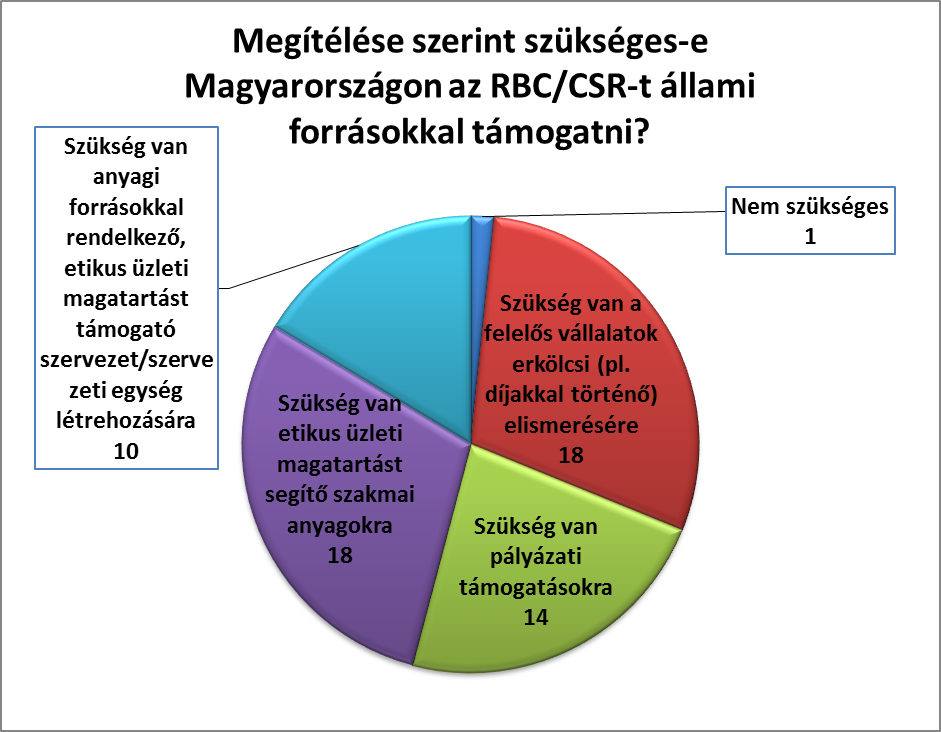 Megítélése szerint szükséges-e
Magyarországon az RBC/CSR-t állami
forrásokkal támogatni?
Szükség van
anyagi
forrásokkal
rendelkező,
etikus üzleti
magatartást
támogató
szervezet/szerve
zeti egység
létrehozására
10
Nem szükséges
1
Szükség van a
felelős vállalatok
erkölcsi (pl.
díjakkal történő)
elismerésére
18
Szükség van
etikus üzleti
magatartást
segítő szakmai
anyagokra
18
Szükség van
pályázati
támogatásokra
14